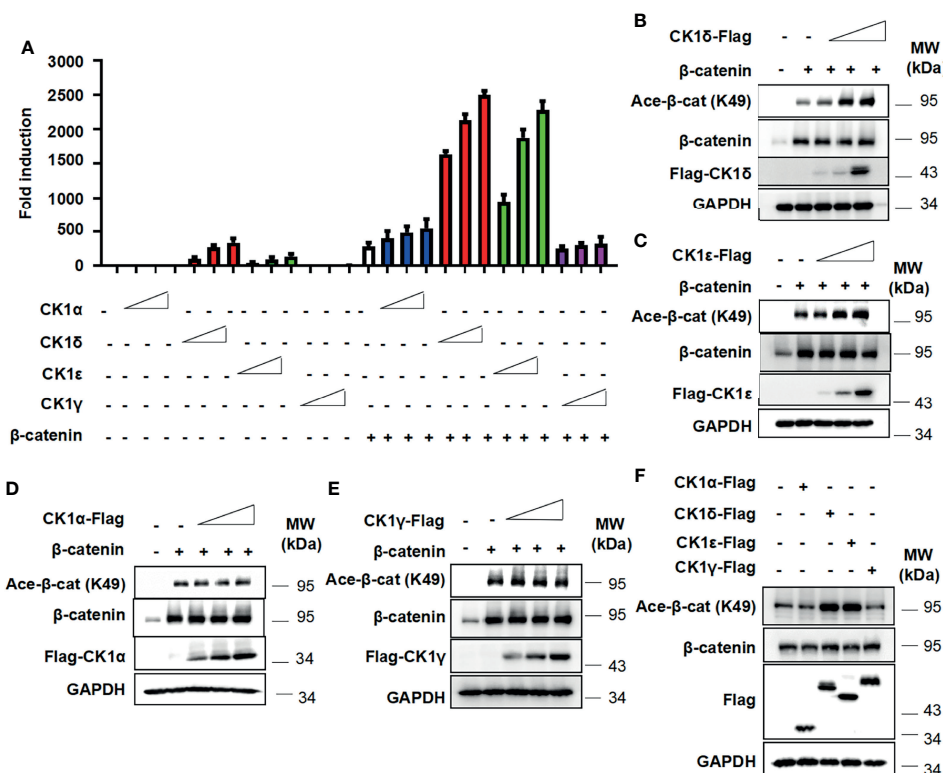 A
Fold induction
3000
2500
2000
1500
1000
500
0
CK1α - - - - - - - - - - - - - - - - - - - -
CK1δ - - - - - - - - - - - - - - - - - - - -
CK1ε - - - - - - - - - - - - - - - - - - - -
CK1γ - - - - - - - - - - - - - - - - - - - -
β-catenin - - - - - - - - - - - - - + + + + + + + + + + + + +
B
CK1δ-Flag - -
MW
β-catenin - + + + +
(kDa
Ace-β-cat (K49) 95
β-catenin 95
Flag-CK1δ 43
GAPDH 34
C
CK1ε-Flag - -
MW
β-catenin - + + + +
(kDa)
Ace-β-cat (K49) 95
β-catenin 95
Flag-CK1ε 43
GAPDH 34
D
CK1α-Flag - -
MW
(kDa)
β-catenin - + + + +
Ace-β-cat (K49) 95
β-catenin 95
Flag-CK1α 34
GAPDH 34
E
CK1γ-Flag - -
MW
(kDa)
β-catenin - + + + +
Ace-β-cat (K49) 95
β-catenin 95
Flag-CK1γ 43
GAPDH 34
F
CK1α-Flag - + - - -
CK1δ-Flag - - + - -
CK1ε-Flag - - - + -
MW
CK1γ-Flag - - - - +
(kDa)
Ace-β-cat (K49) 95
β-catenin 95
Flag 43
34
GAPDH 34